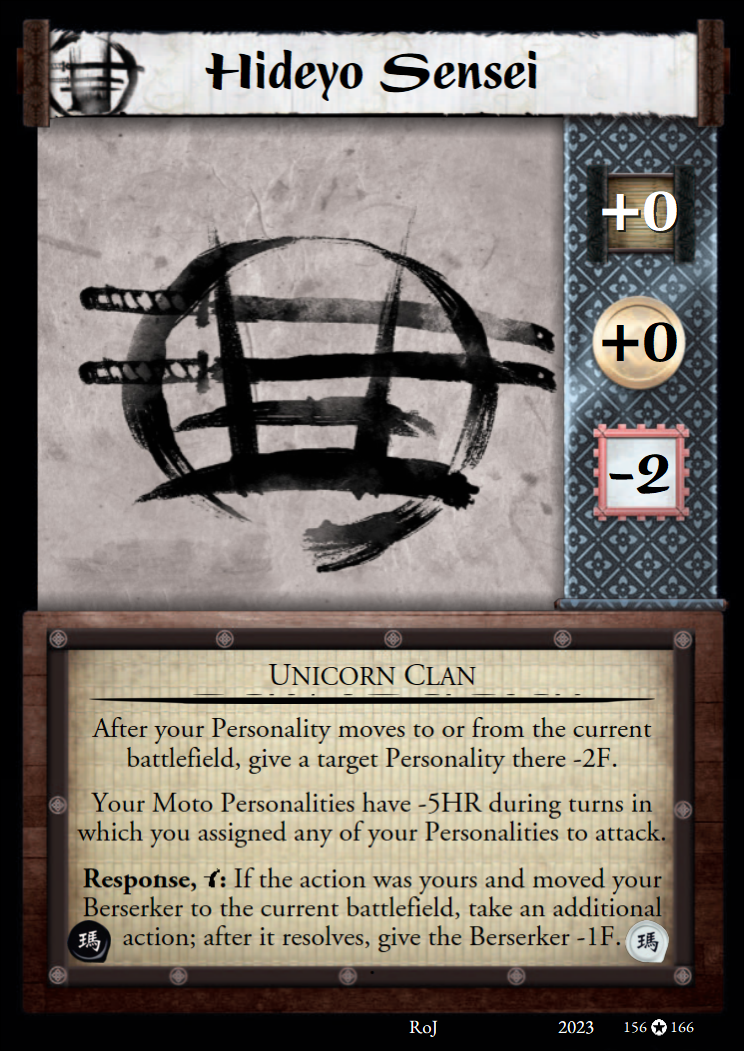 Hideyo Sensei
+0
+0
-2
UNICORN CLAN
After your Personality moves to or from the current
battlefield, give a target Personality there -2F.
Your Moto Personalities have -5HR during turns in
which you assigned any of your Personalities to attack.
Response, : If the action was yours and moved your
Berserker to the current battlefield, take an additional
action; after it resolves, give the Berserker -1F.
瑪 瑪
RoJ 2023 156 ✪ 166